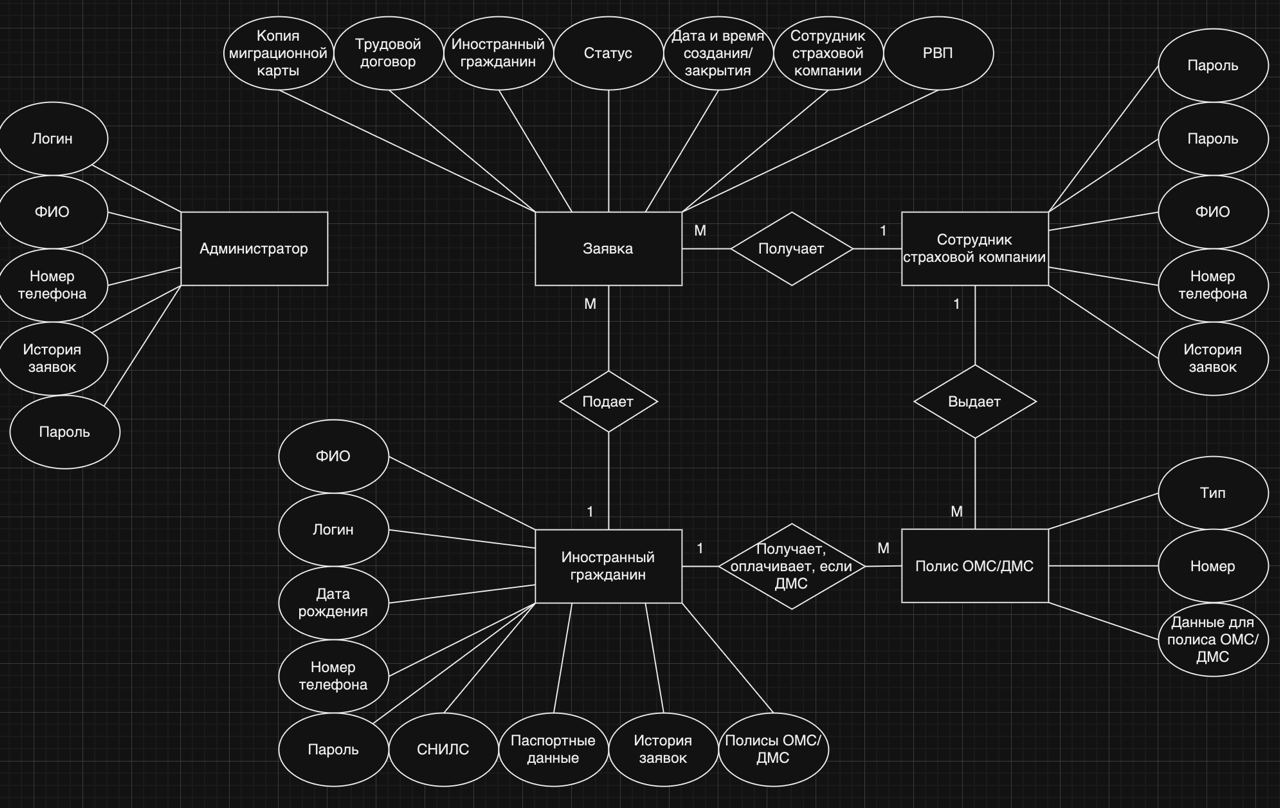 Копия
миграционной
карты
Трудовой
договор
Иностранный
гражданин
Статус
Дата и время
создания/
закрытия
Сотрудник
страховой
компании
РВП
Пароль
Логин
Пароль
ФИО
Администратор
Заявка
М
Получает
1
Сотрудник
страховой компании
ФИО
Номер
телефона
Номер
телефона
М
1
История
заявок
История
заявок
Подает
Выдает
Пароль
ФИО
Логин
1
М
Тип
Иностранный
гражданин
1
Получает,
оплачивает, если
ДМС
М
Полис ОМС/ДМС
Номер
Дата
рождения
Данные для
полиса ОМС/
ДМС
Номер
телефона
Пароль
СНИЛС
Паспортные
данные
История
заявок
Полисы ОМС/
ДМС